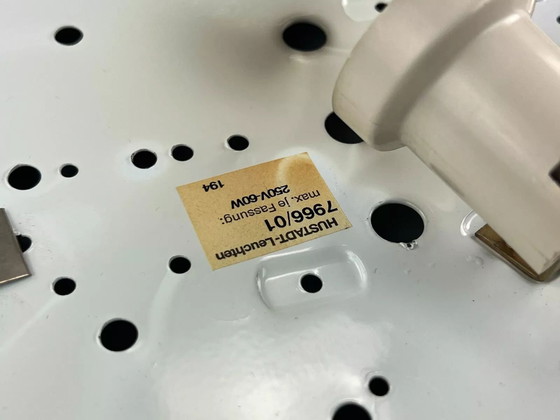 HUSTADT-Leuchten
7966/01
max. je Fassung:
250V-60W
194